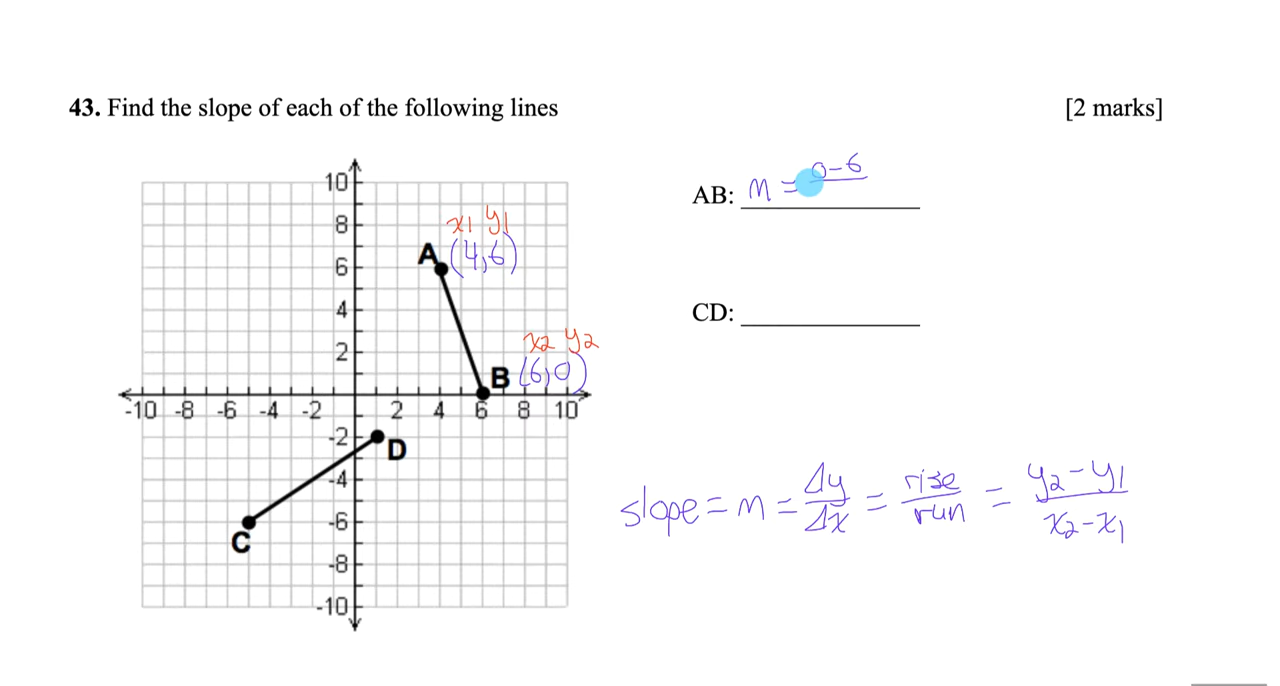 43. Find the slope of each of the following lines [2 marks]
AB: m = 0-6
CD:
10
8
6
4
2
-2
-4
-6
-8
-10
-10 -8 -6 -4 -2 2 4 6 8 10
x1 y1
A (4,6)
x2 y2
B (6,0)
D
C
slope = m = Δy/Δx = rise/run = y2-y1/x2-x1